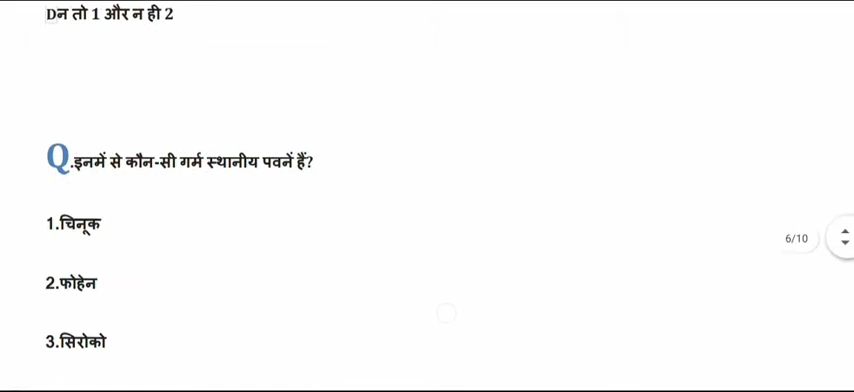 Dन तो 1 और न ही 2
Q.इनमें से कौन-सी गर्म स्थानीय पवनें हैं?
1.चिनूक
6/10
2.फोहेन
3.सिरोको